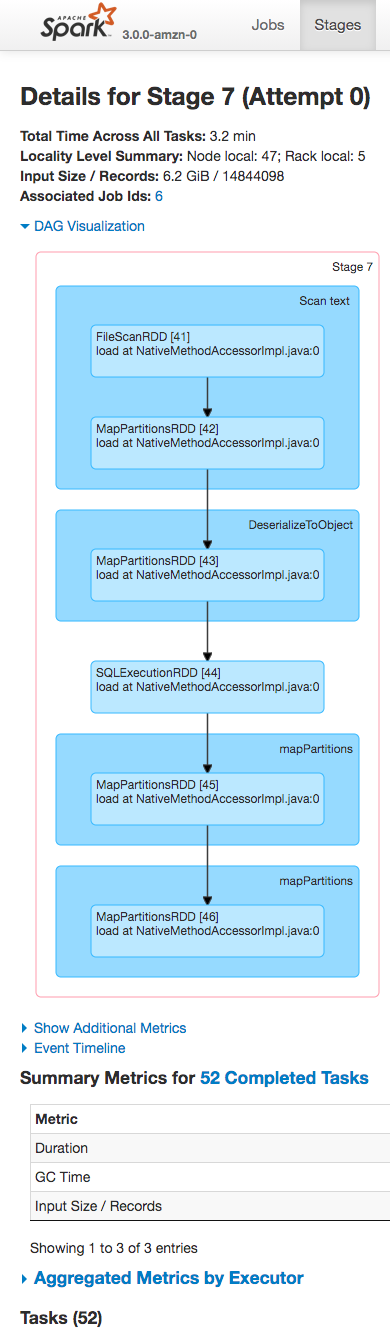 APACHE
Spark 3.0.0-amzn-0 Jobs Stages
Details for Stage 7 (Attempt 0)
Total Time Across All Tasks: 3.2 min
Locality Level Summary: Node local: 47; Rack local: 5
Input Size / Records: 6.2 GiB / 14844098
Associated Job Ids: 6
DAG Visualization
Stage 7
Scan text
FileScanRDD [41]
load at NativeMethodAccessorImpl.java:0
MapPartitionsRDD [42]
load at NativeMethodAccessorImpl.java:0
DeserializeToObject
MapPartitionsRDD [43]
load at NativeMethodAccessorImpl.java:0
SQLExecutionRDD [44]
load at NativeMethodAccessorImpl.java:0
mapPartitions
MapPartitionsRDD [45]
load at NativeMethodAccessorImpl.java:0
mapPartitions
MapPartitionsRDD [46]
load at NativeMethodAccessorImpl.java:0
Show Additional Metrics
Event Timeline
Summary Metrics for 52 Completed Tasks
Metric
Duration
GC Time
Input Size / Records
Showing 1 to 3 of 3 entries
Aggregated Metrics by Executor
Tasks (52)